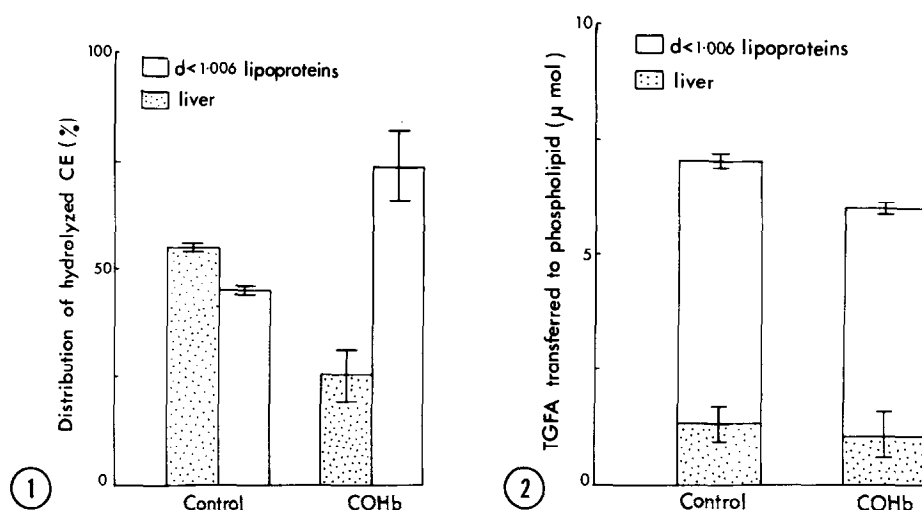 100
d<1·006 lipoproteins
liver
Distribution of hydrolyzed CE (%)
50
0
Control
COHb
1
10
d<1·006 lipoproteins
liver
TGFA transferred to phospholipid (μ mol)
5
0
Control
COHb
2